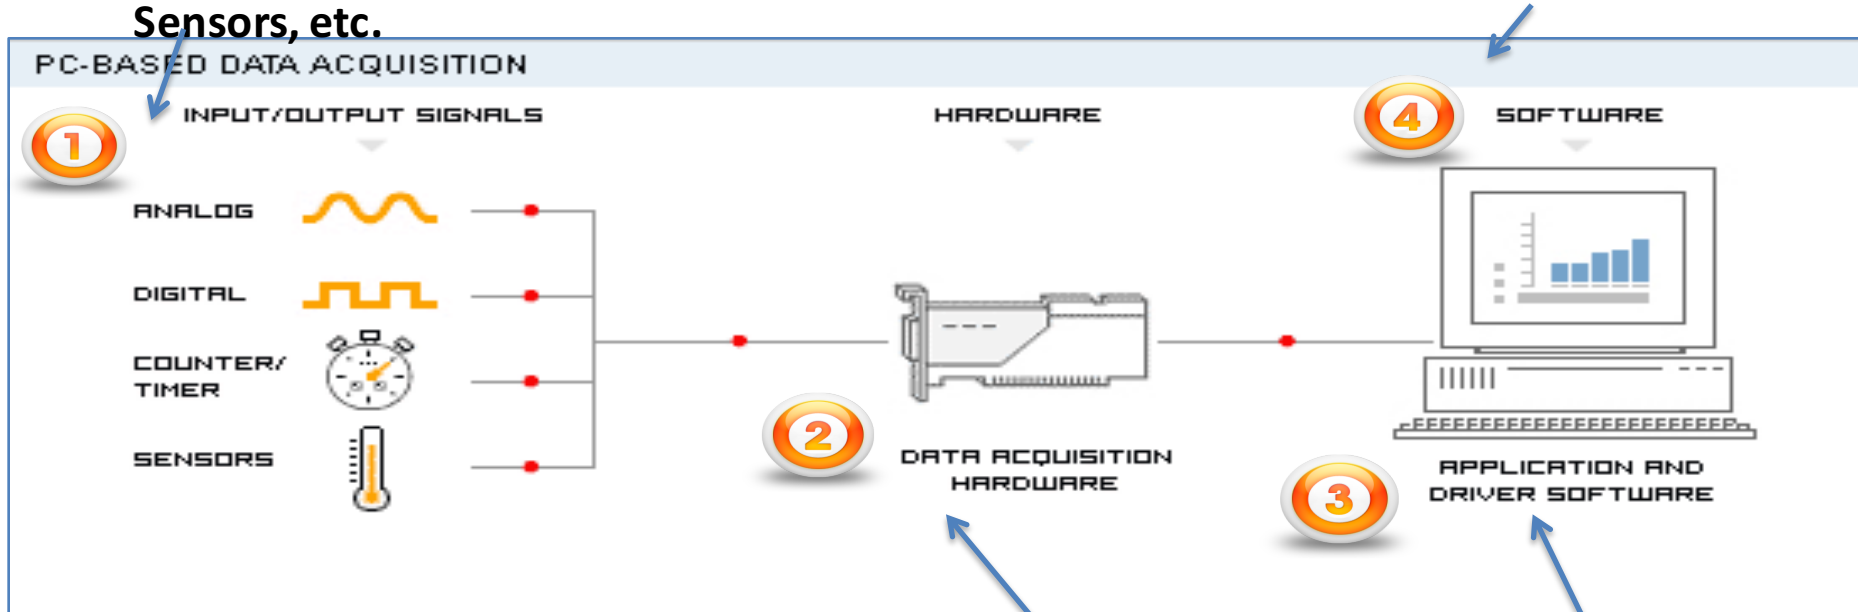 Sensors, etc.
PC-BASED DATA ACQUISITION
1
INPUT/OUTPUT SIGNALS
HARDWARE
4
SOFTWARE
ANALOG
DIGITAL
COUNTER/
TIMER
SENSORS
2
DATA ACQUISITION
HARDWARE
3
APPLICATION AND
DRIVER SOFTWARE